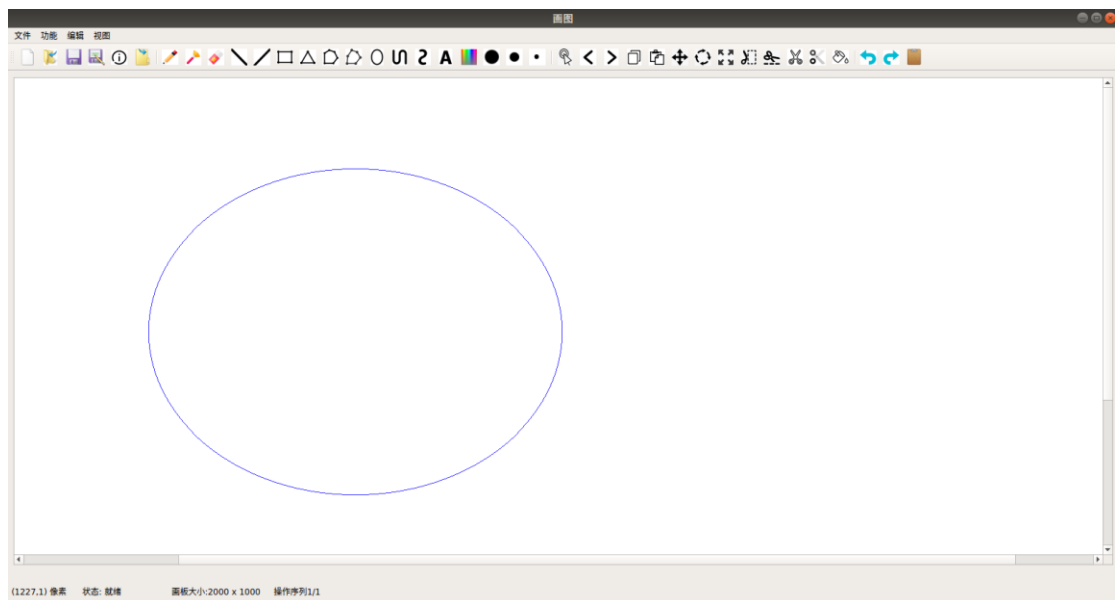 画图
文件 功能 编辑 视图
A
(1227,1) 像素 状态: 就绪 画板大小:2000 x 1000 操作序列1/1